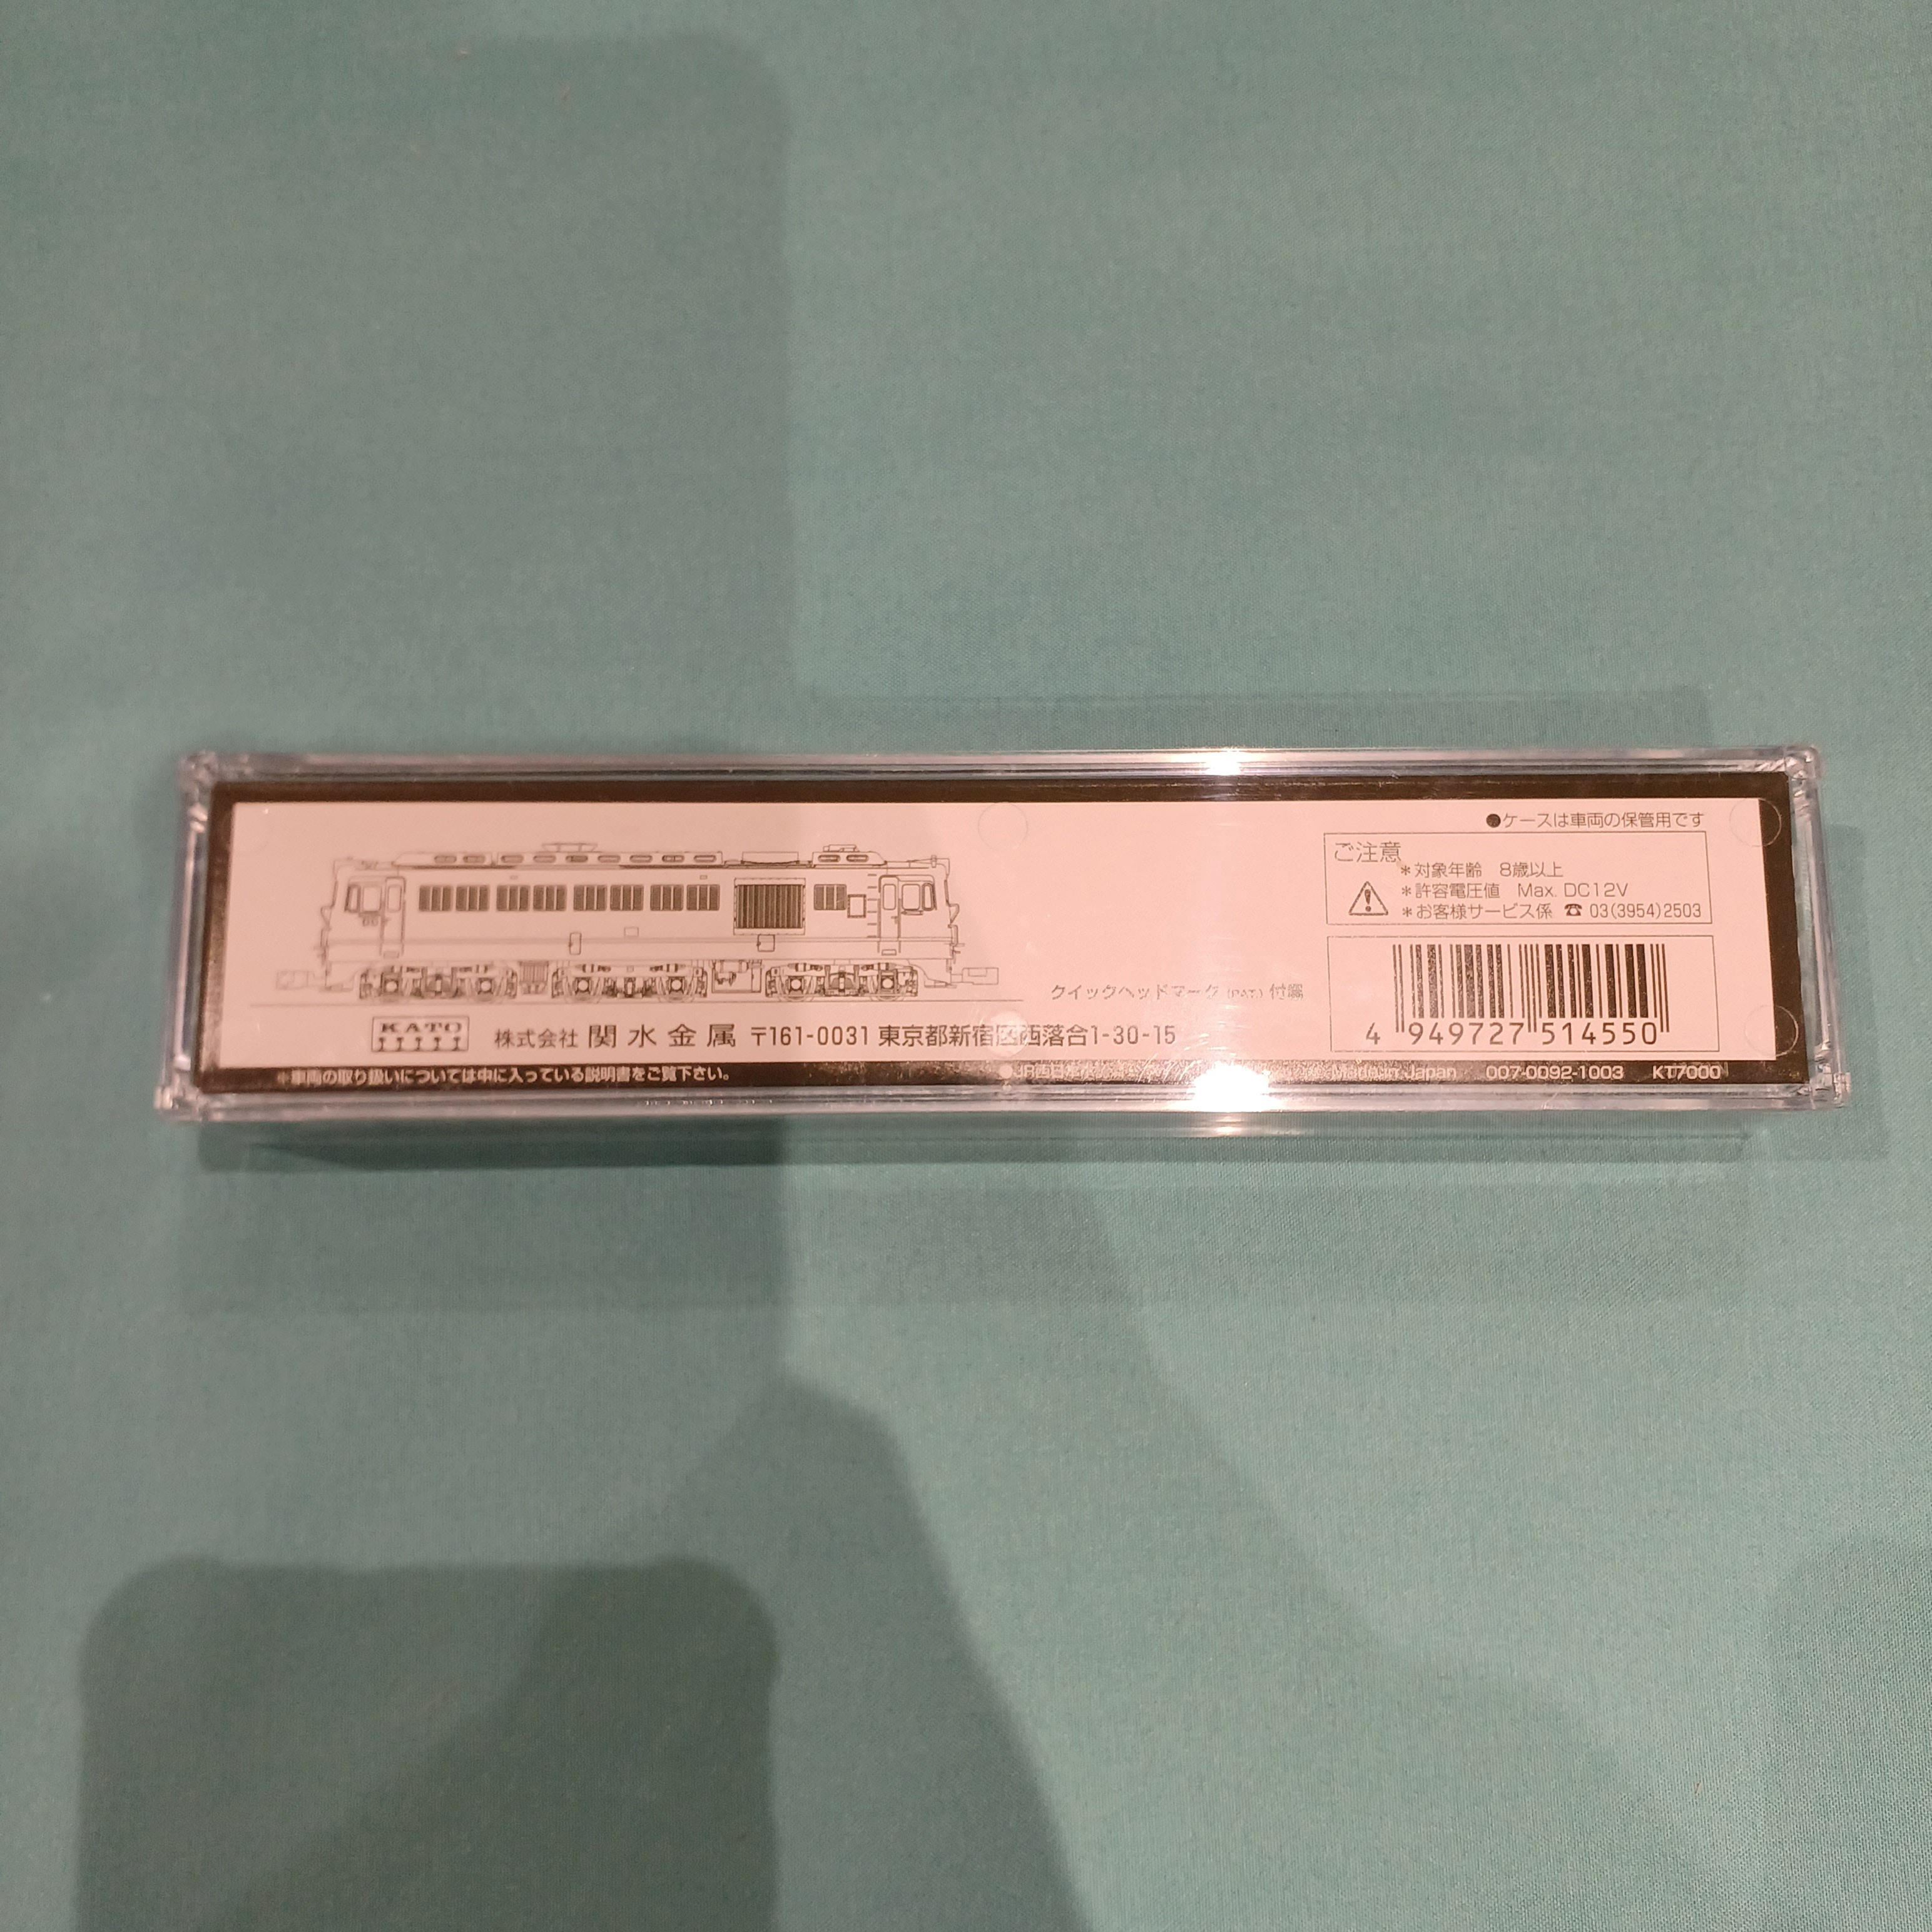 ●ケースは車両の保管用です
ご注意
＊対象年齢 8歳以上
＊許容電圧値 Max. DC12V
＊お客様サービス係 ☎ 03(3954)2503
クイックヘッドマーク(PAT.) 付属
4 949727 514550
KATO
株式会社 関水金属 〒161-0031 東京都新宿区西落合1-30-15
＊車両の取り扱いについては中に入っている説明書をご覧下さい。
●JR西日本
Made in Japan 007-0092-1003 KT7000